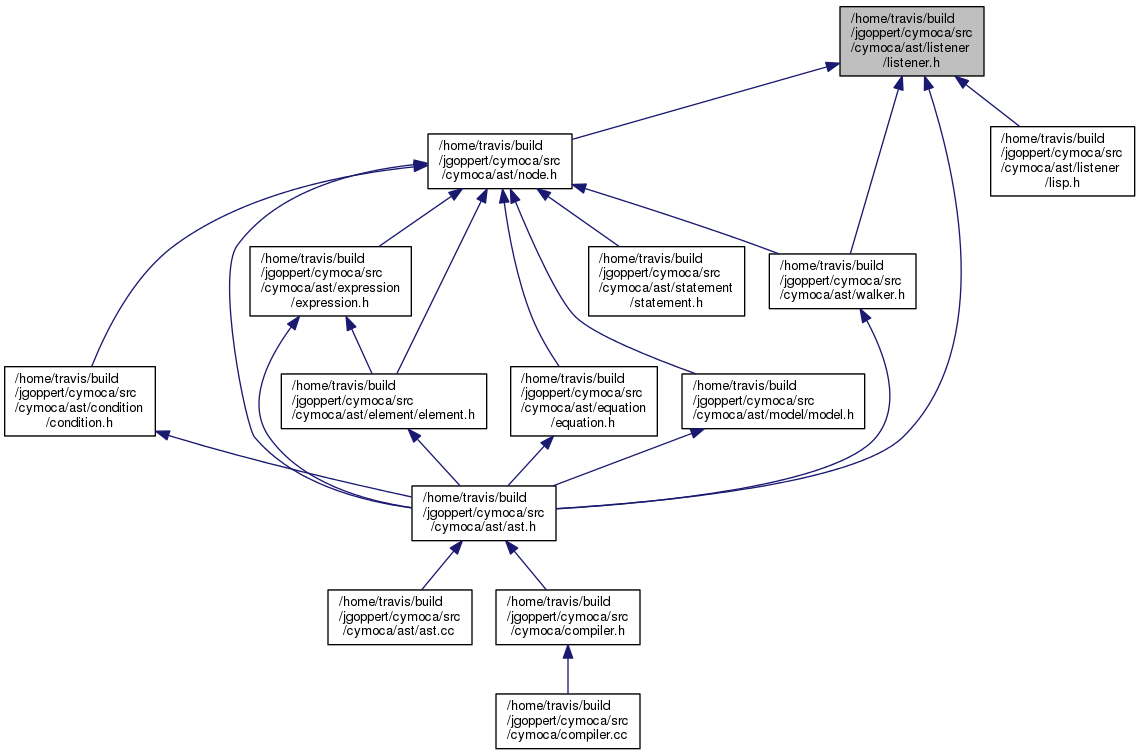 /home/travis/build
/jgoppert/cymoca/src
/cymoca/ast/listener
/listener.h
/home/travis/build
/jgoppert/cymoca/src
/cymoca/ast/listener
/lisp.h
/home/travis/build
/jgoppert/cymoca/src
/cymoca/ast/node.h
/home/travis/build
/jgoppert/cymoca/src
/cymoca/ast/expression
/expression.h
/home/travis/build
/jgoppert/cymoca/src
/cymoca/ast/statement
/statement.h
/home/travis/build
/jgoppert/cymoca/src
/cymoca/ast/walker.h
/home/travis/build
/jgoppert/cymoca/src
/cymoca/ast/condition
/condition.h
/home/travis/build
/jgoppert/cymoca/src
/cymoca/ast/element/element.h
/home/travis/build
/jgoppert/cymoca/src
/cymoca/ast/equation
/equation.h
/home/travis/build
/jgoppert/cymoca/src
/cymoca/ast/model/model.h
/home/travis/build
/jgoppert/cymoca/src
/cymoca/ast/ast.h
/home/travis/build
/jgoppert/cymoca/src
/cymoca/ast/ast.cc
/home/travis/build
/jgoppert/cymoca/src
/cymoca/compiler.h
/home/travis/build
/jgoppert/cymoca/src
/cymoca/compiler.cc